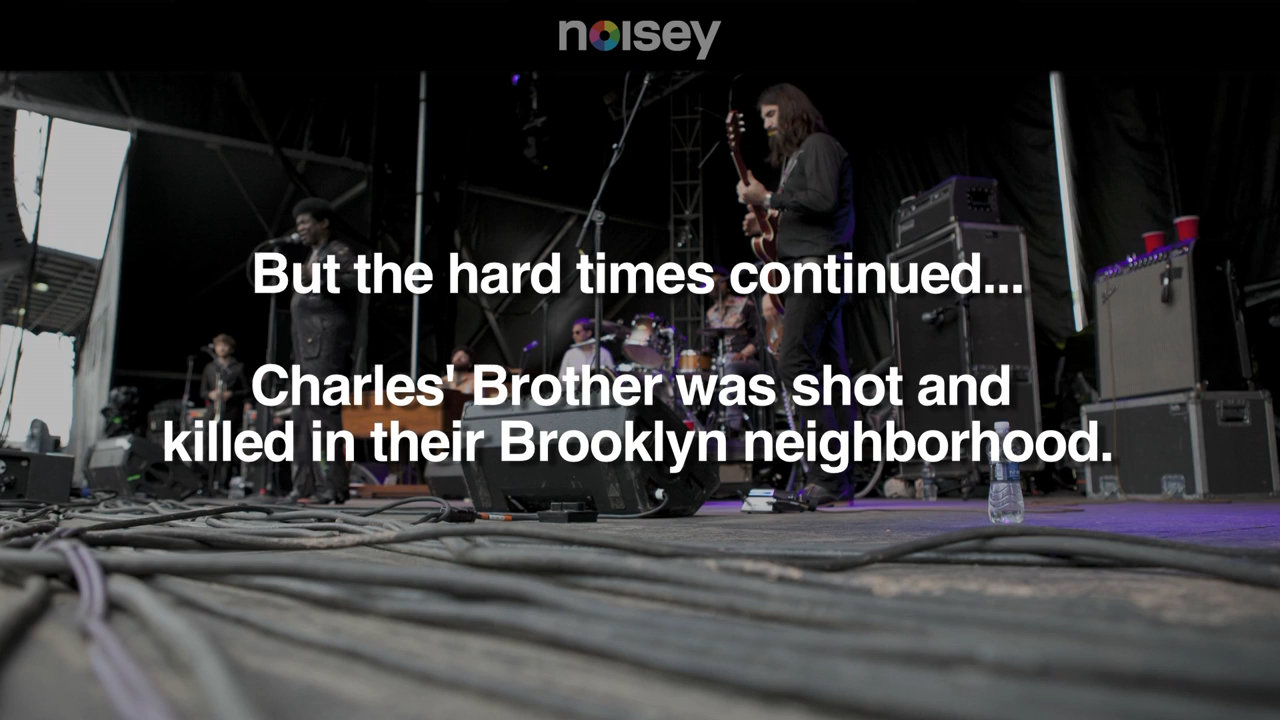 noisey
But the hard times continued...
Charles' Brother was shot and
killed in their Brooklyn neighborhood.